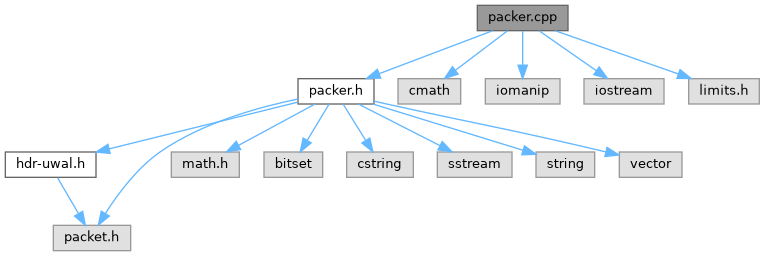 packer.cpp
packer.h
cmath
iomanip
iostream
limits.h
hdr-uwal.h
math.h
bitset
cstring
sstream
string
vector
packet.h